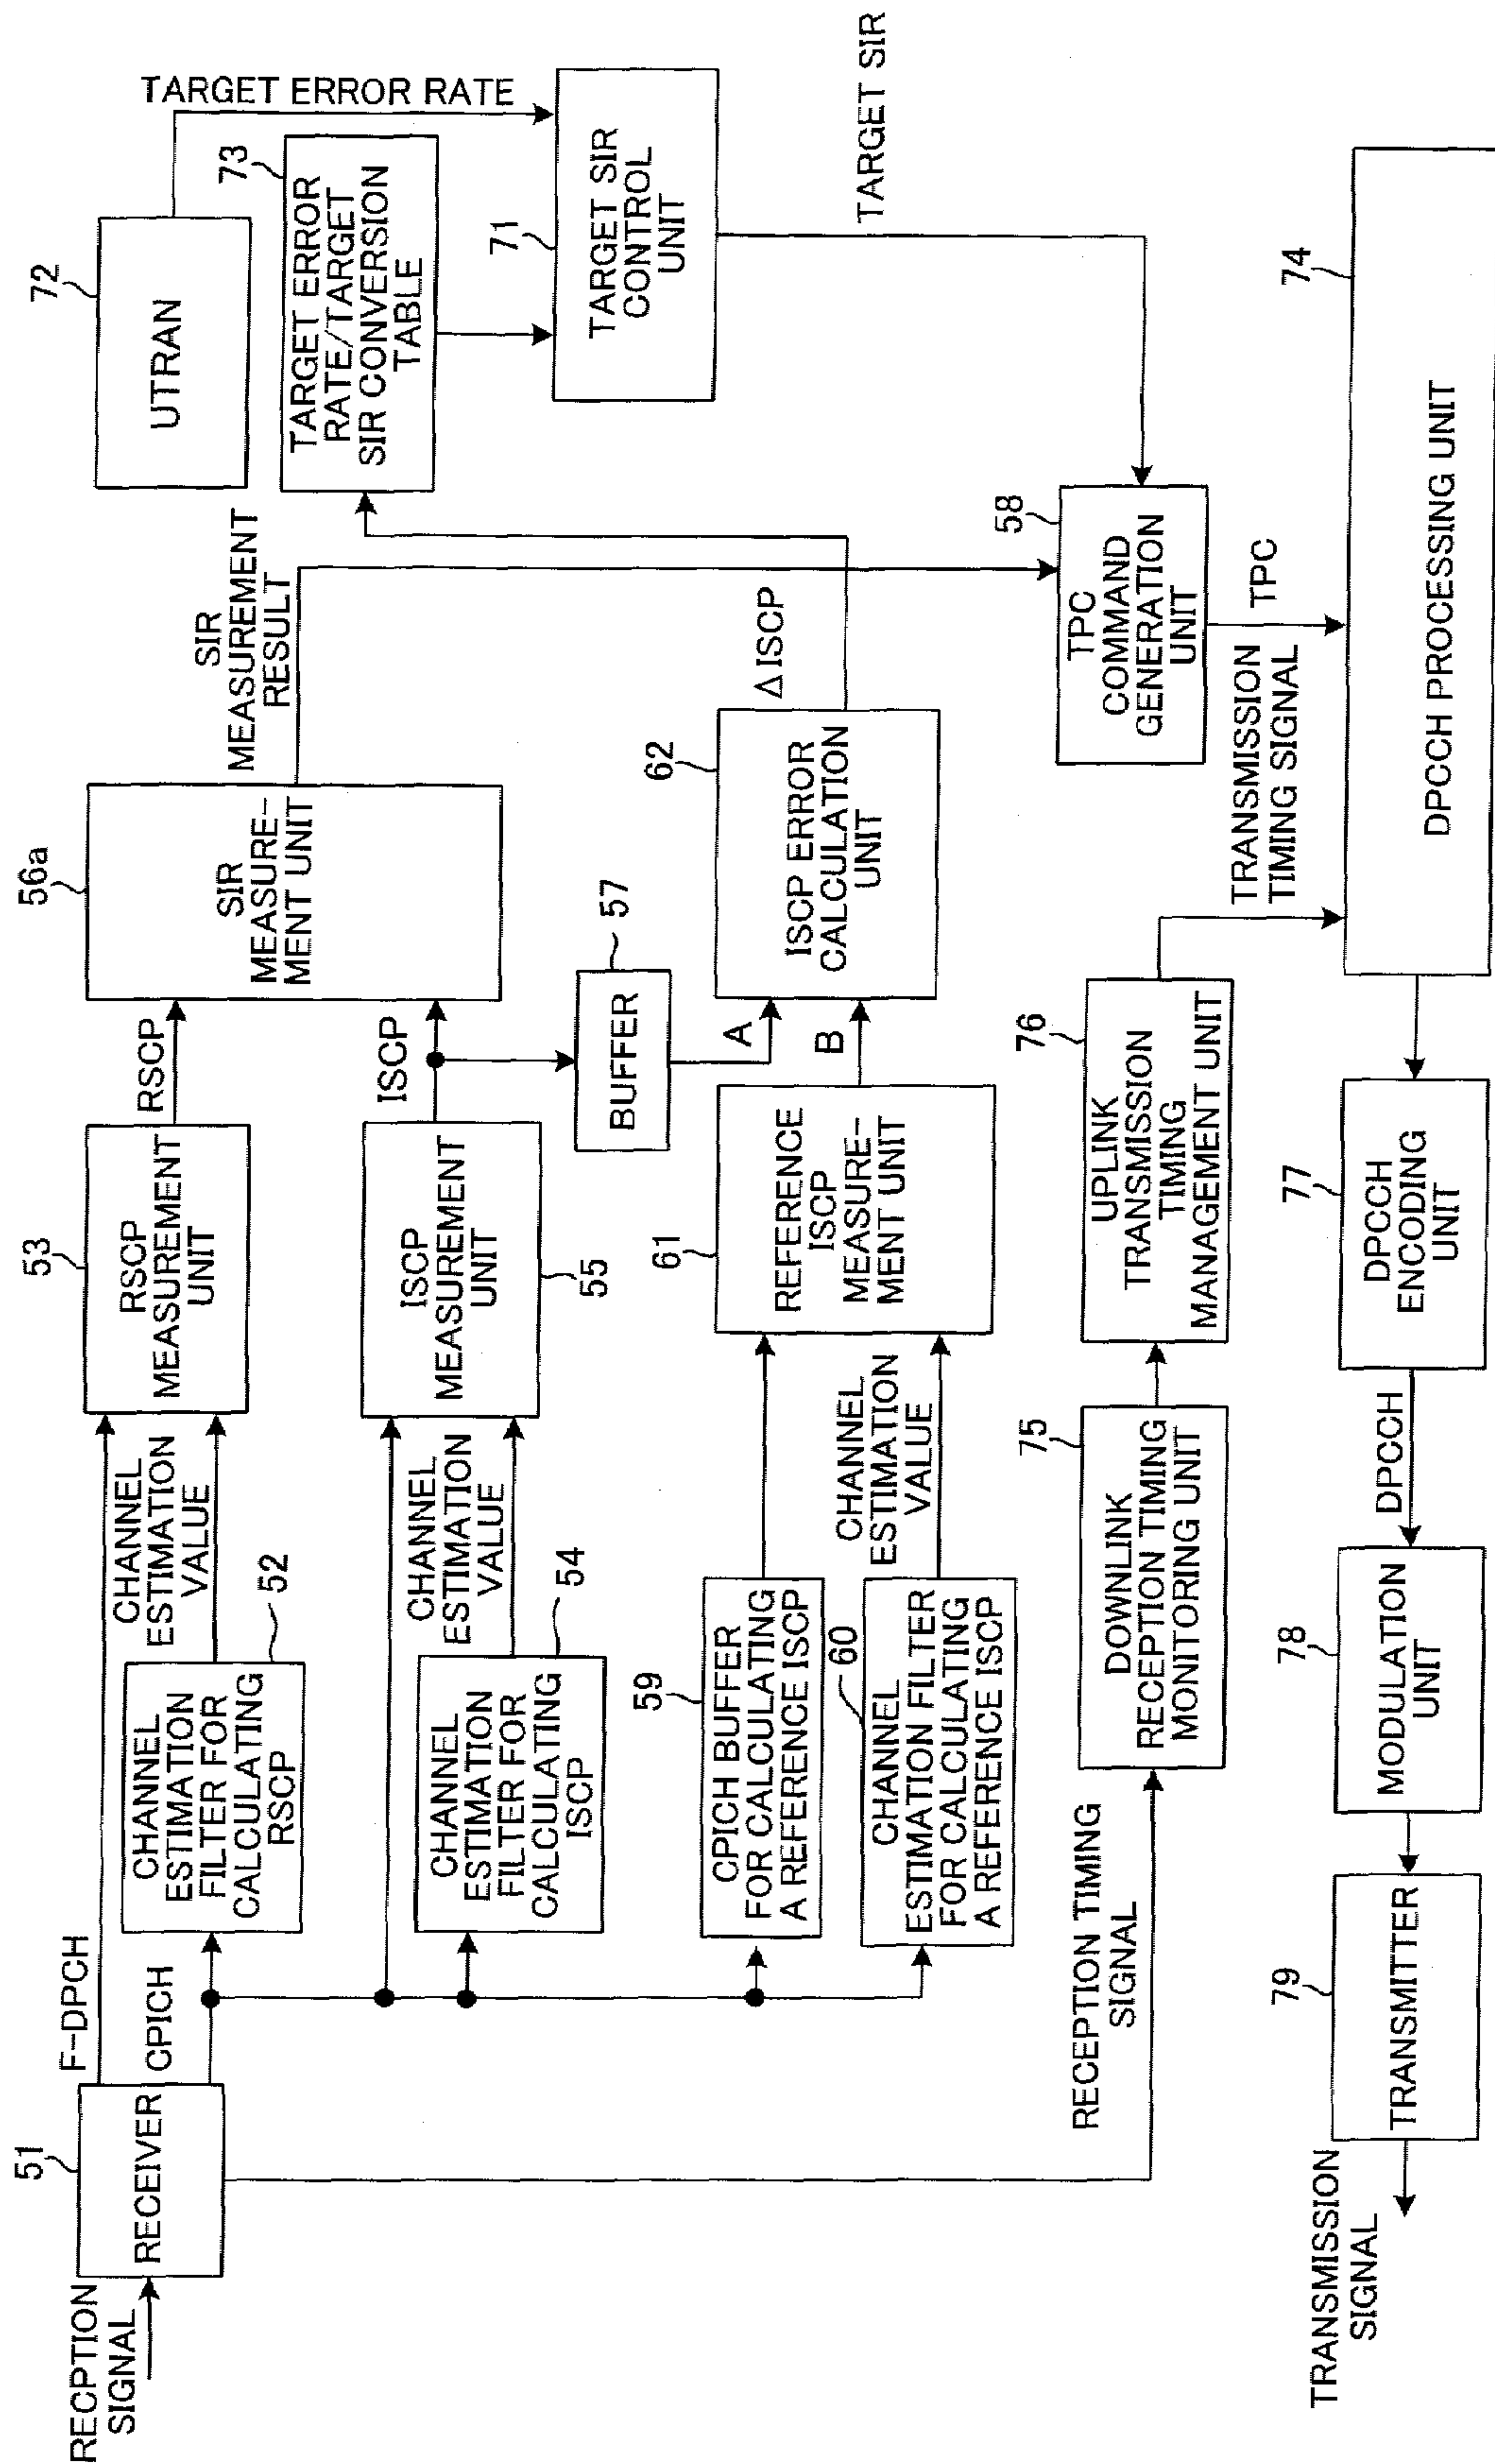 RECPTION
SIGNAL
51
RECEIVER
F-DPCH
CPICH
CHANNEL
ESTIMATION
FILTER FOR
CALCULATING
RSCP
52
CHANNEL
ESTIMATION
VALUE
53
RSCP
MEASUREMENT
UNIT
RSCP
56a
SIR
MEASURE-
MENT UNIT
SIR
MEASUREMENT
RESULT
72
UTRAN
TARGET ERROR RATE
73
TARGET ERROR
RATE/TARGET
SIR CONVERSION
TABLE
71
TARGET SIR
CONTROL
UNIT
TARGET SIR
CHANNEL
ESTIMATION
FILTER FOR
CALCULATING
ISCP
54
CHANNEL
ESTIMATION
VALUE
ISCP
MEASUREMENT
UNIT
55
ISCP
57
BUFFER
A
B
62
ISCP ERROR
CALCULATION
UNIT
Δ ISCP
59
CPICH BUFFER
FOR CALCULATING
A REFERENCE ISCP
60
CHANNEL
ESTIMATION FILTER
FOR CALCULATING
A REFERENCE ISCP
CHANNEL
ESTIMATION
VALUE
61
REFERENCE
ISCP
MEASURE-
MENT UNIT
58
TPC
COMMAND
GENERATION
UNIT
TPC
RECEPTION TIMING
SIGNAL
75
DOWNLINK
RECEPTION TIMING
MONITORING UNIT
76
UPLINK
TRANSMISSION
TIMING
MANAGEMENT UNIT
TRANSMISSION
TIMING SIGNAL
74
DPCCH PROCESSING UNIT
77
DPCCH
ENCODING
UNIT
DPCCH
78
MODULATION
UNIT
79
TRANSMITTER
TRANSMISSION
SIGNAL